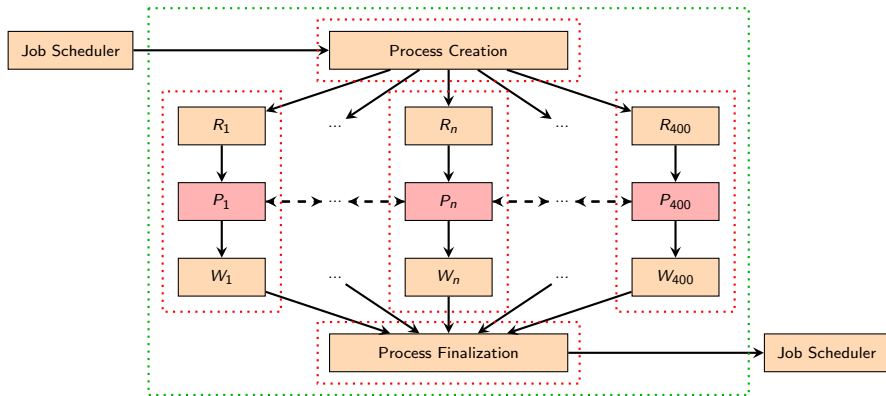 Job Scheduler
Process Creation
R₁ ... Rₙ ... R₄₀₀
P₁ ... Pₙ ... P₄₀₀
W₁ ... Wₙ ... W₄₀₀
Process Finalization
Job Scheduler